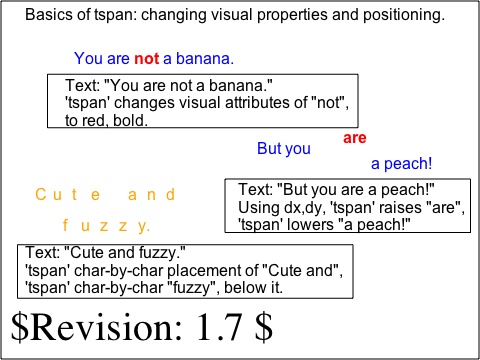 Basics of tspan: changing visual properties and positioning.
You are not a banana.
Text: "You are not a banana."
'tspan' changes visual attributes of "not",
to red, bold.
But you are a peach!
Text: "But you are a peach!"
Using dx,dy, 'tspan' raises "are",
'tspan' lowers "a peach!"
Cute and
fuzzy.
Text: "Cute and fuzzy."
'tspan' char-by-char placement of "Cute and",
'tspan' char-by-char "fuzzy", below it.
$Revision: 1.7 $